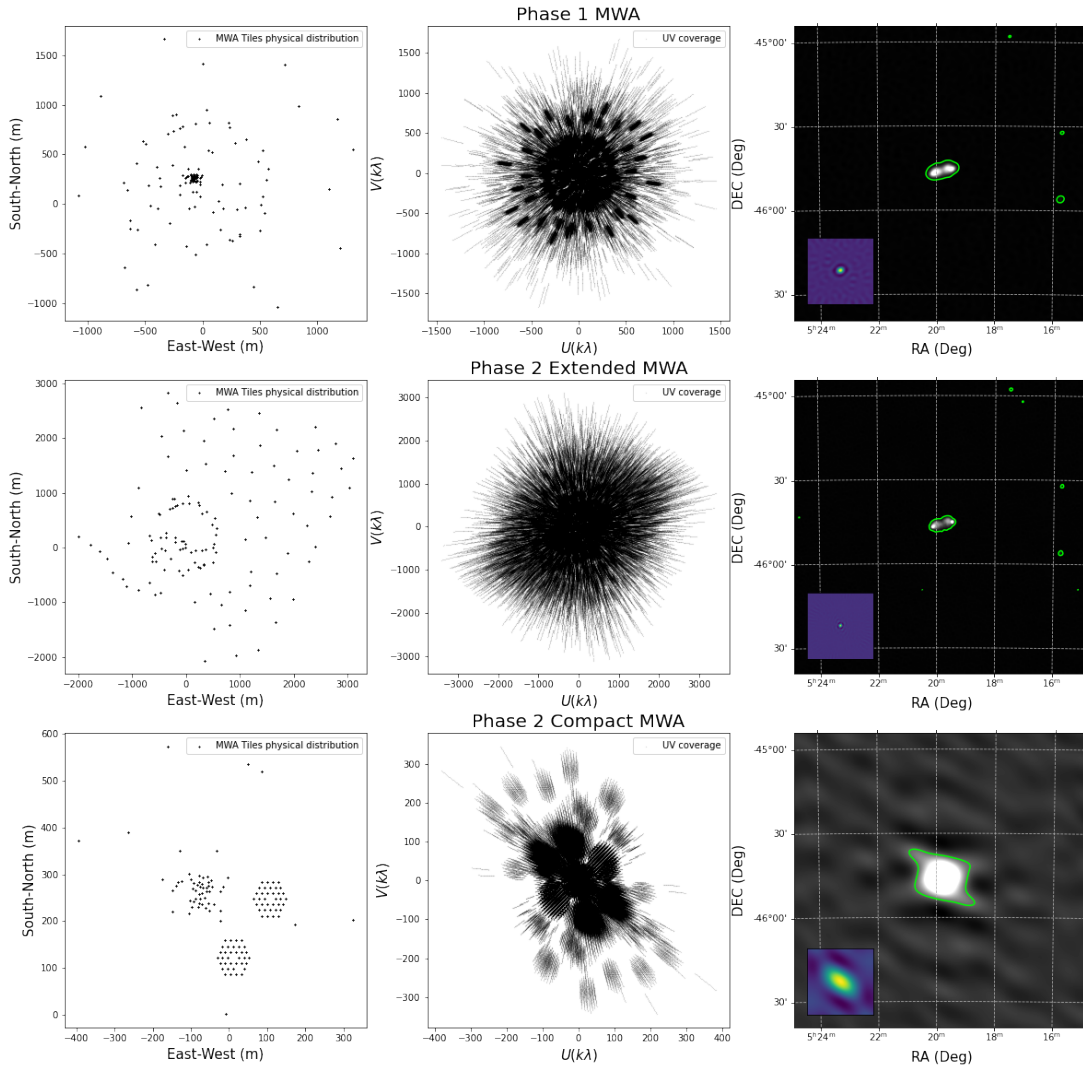 Phase 1 MWA
MWA Tiles physical distribution
UV coverage
South-North (m)
1500
1000
500
0
−500
−1000
−1000
−500
0
500
1000
East-West (m)
V(kλ)
1500
1000
500
0
−500
−1000
−1500
−1500
−1000
−500
0
500
1000
1500
U(kλ)
DEC (Deg)
-45°00'
30'
-46°00'
30'
5ʰ24ᵐ
22ᵐ
20ᵐ
18ᵐ
16ᵐ
RA (Deg)
Phase 2 Extended MWA
MWA Tiles physical distribution
UV coverage
South-North (m)
3000
2000
1000
0
−1000
−2000
−2000
−1000
0
1000
2000
3000
East-West (m)
V(kλ)
3000
2000
1000
0
−1000
−2000
−3000
−3000
−2000
−1000
0
1000
2000
3000
U(kλ)
DEC (Deg)
-45°00'
30'
-46°00'
30'
5ʰ24ᵐ
22ᵐ
20ᵐ
18ᵐ
16ᵐ
RA (Deg)
Phase 2 Compact MWA
MWA Tiles physical distribution
UV coverage
South-North (m)
600
500
400
300
200
100
0
−400
−300
−200
−100
0
100
200
300
East-West (m)
V(kλ)
300
200
100
0
−100
−200
−300
−400
−300
−200
−100
0
100
200
300
400
U(kλ)
DEC (Deg)
-45°00'
30'
-46°00'
30'
5ʰ24ᵐ
22ᵐ
20ᵐ
18ᵐ
16ᵐ
RA (Deg)